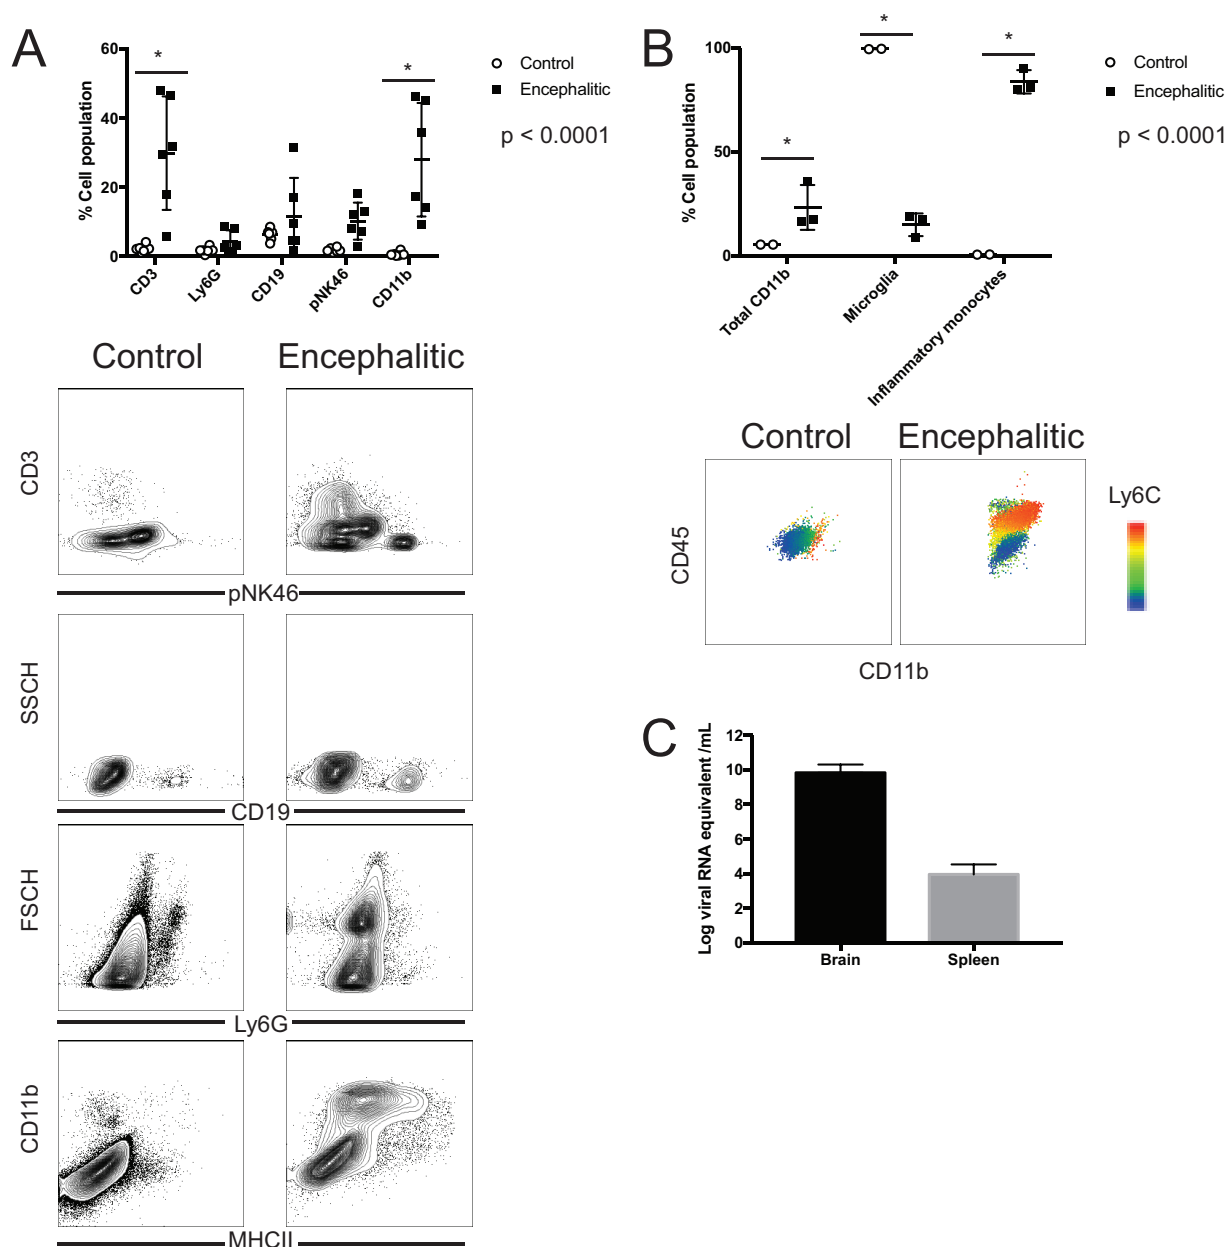 A
60
40
20
0
% Cell population
*
*
Control
Encephalitic
p < 0.0001
CD3
Ly6G
CD19
pNK46
CD11b
Control
Encephalitic
CD3
pNK46
SSCH
CD19
FSCH
Ly6G
CD11b
MHCII
B
100
50
0
% Cell population
*
*
*
Control
Encephalitic
p < 0.0001
Total CD11b
Microglia
Inflammatory monocytes
Control
Encephalitic
CD45
CD11b
Ly6C
C
12
10
8
6
4
2
0
Log viral RNA equivalent /mL
Brain
Spleen